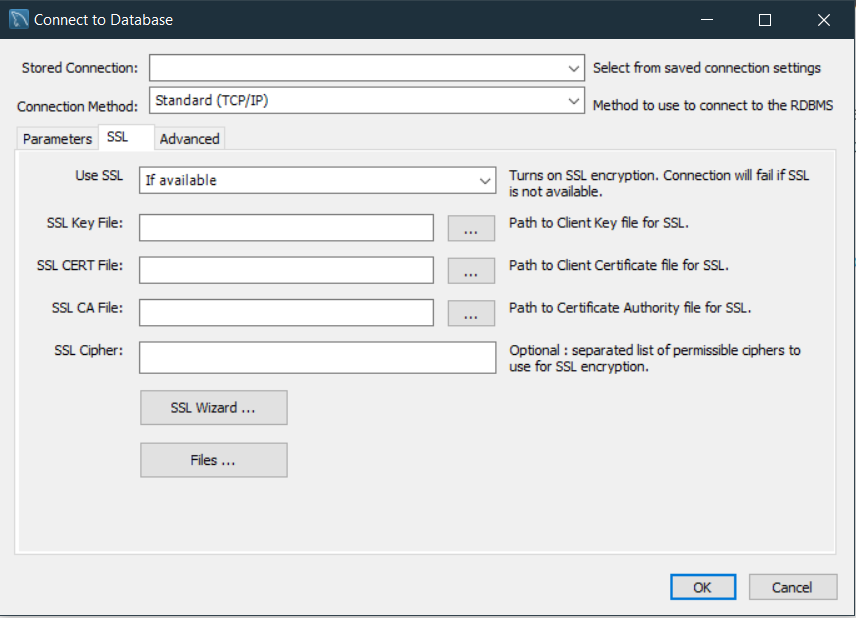 Connect to Database
Stored Connection:
Select from saved connection settings
Connection Method: Standard (TCP/IP)
Method to use to connect to the RDBMS
Parameters SSL Advanced
Use SSL If available
Turns on SSL encryption. Connection will fail if SSL
is not available.
SSL Key File: ... Path to Client Key file for SSL.
SSL CERT File: ... Path to Client Certificate file for SSL.
SSL CA File: ... Path to Certificate Authority file for SSL.
SSL Cipher:
Optional : separated list of permissible ciphers to
use for SSL encryption.
SSL Wizard ...
Files ...
OK Cancel